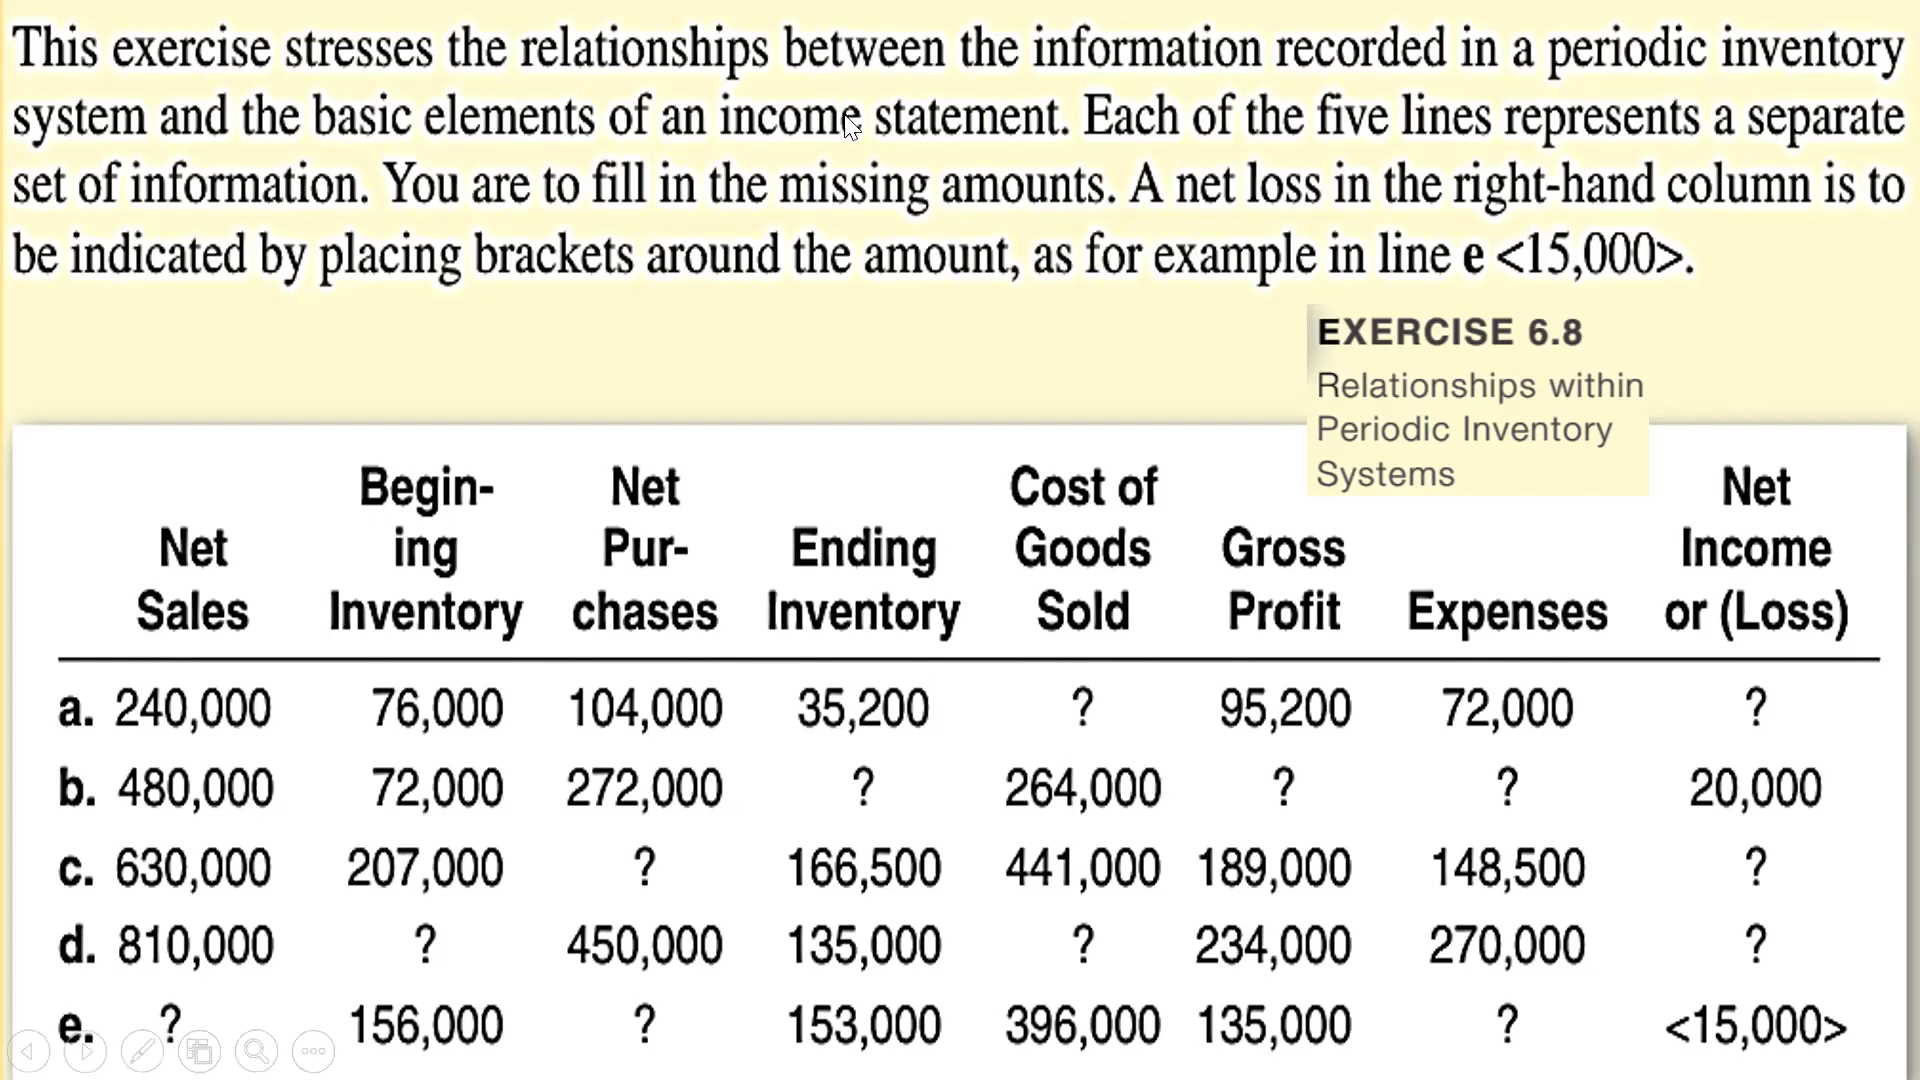 This exercise stresses the relationships between the information recorded in a periodic inventory
system and the basic elements of an income statement. Each of the five lines represents a separate
set of information. You are to fill in the missing amounts. A net loss in the right-hand column is to
be indicated by placing brackets around the amount, as for example in line e <15,000>.
EXERCISE 6.8
Relationships within
Periodic Inventory
Systems
Begin- Net Cost of Net
Net ing Pur- Ending Goods Gross Income
Sales Inventory chases Inventory Sold Profit Expenses or (Loss)
a. 240,000 76,000 104,000 35,200 ? 95,200 72,000 ?
b. 480,000 72,000 272,000 ? 264,000 ? ? 20,000
c. 630,000 207,000 ? 166,500 441,000 189,000 148,500 ?
d. 810,000 ? 450,000 135,000 ? 234,000 270,000 ?
e. ? 156,000 ? 153,000 396,000 135,000 ? <15,000>